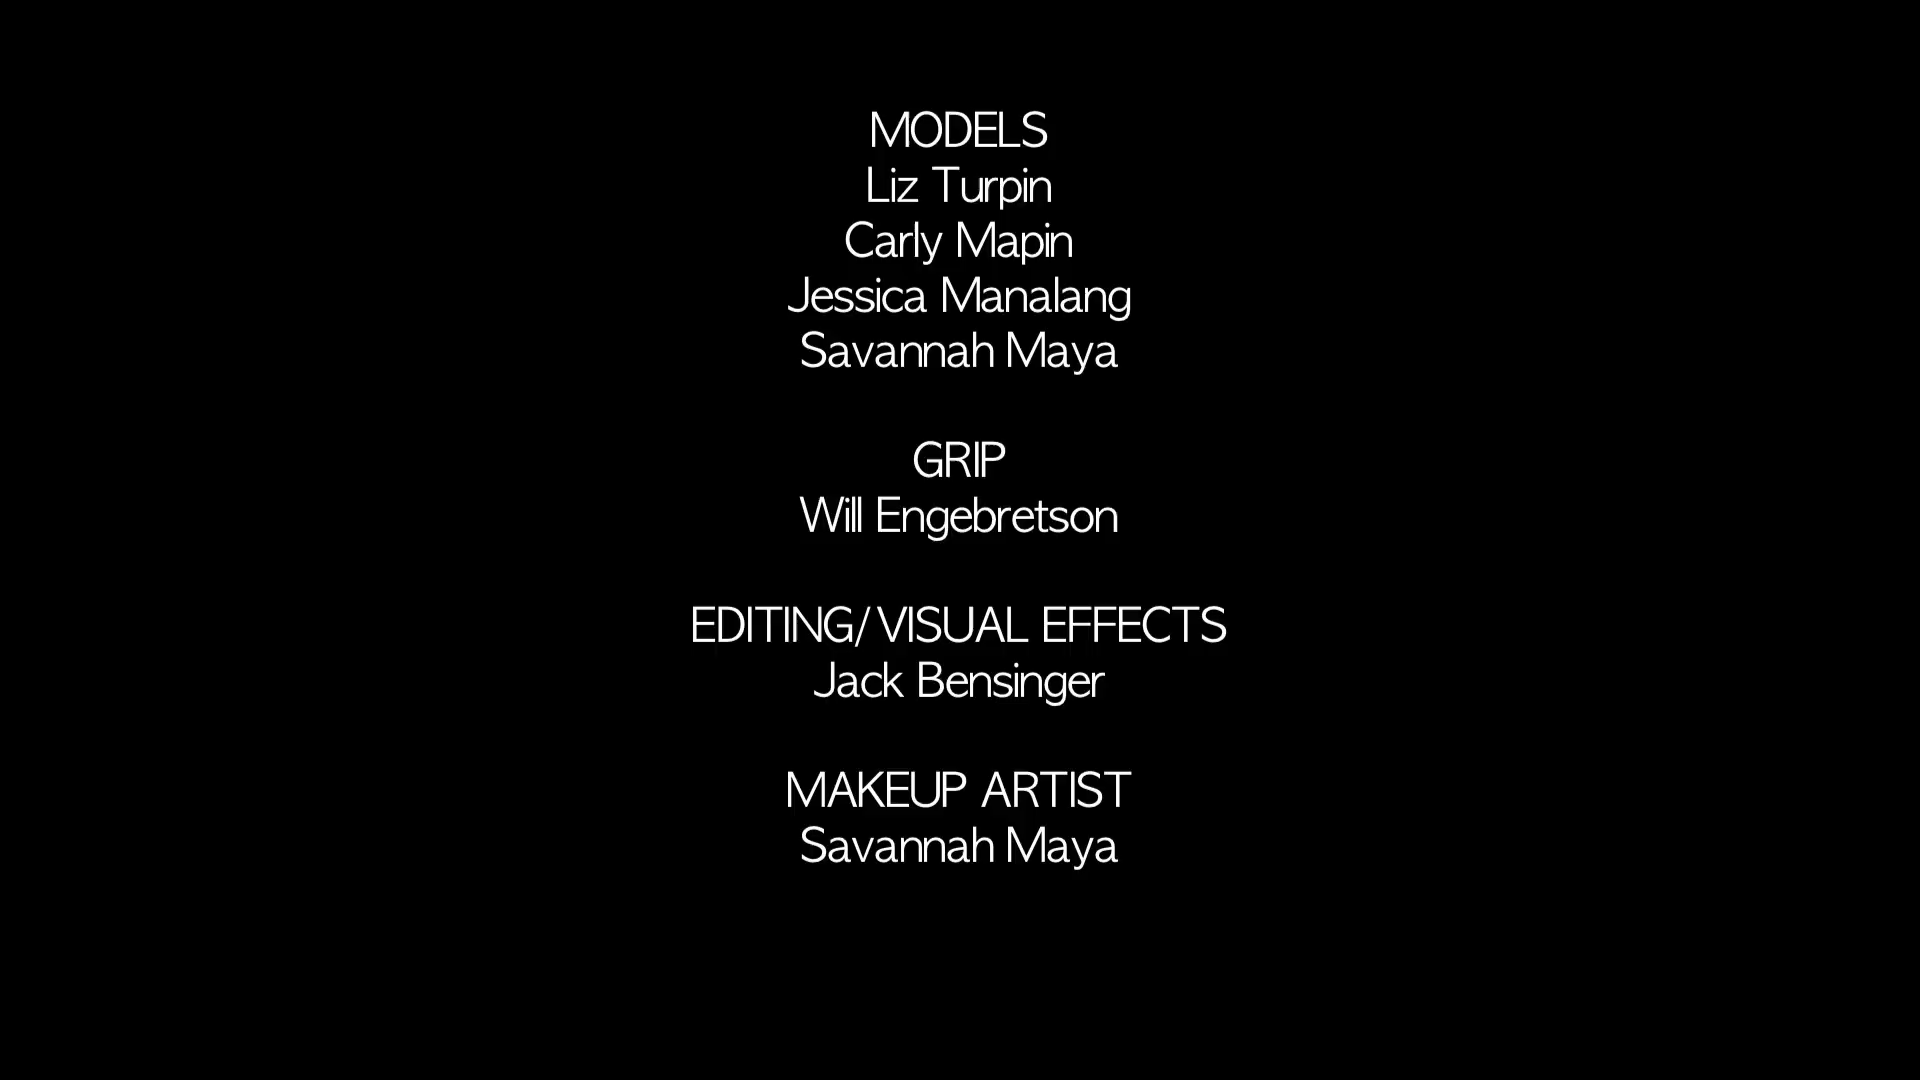 MODELS
Liz Turpin
Carly Mapin
Jessica Manalang
Savannah Maya
GRIP
Will Engebretson
EDITING/VISUAL EFFECTS
Jack Bensinger
MAKEUP ARTIST
Savannah Maya